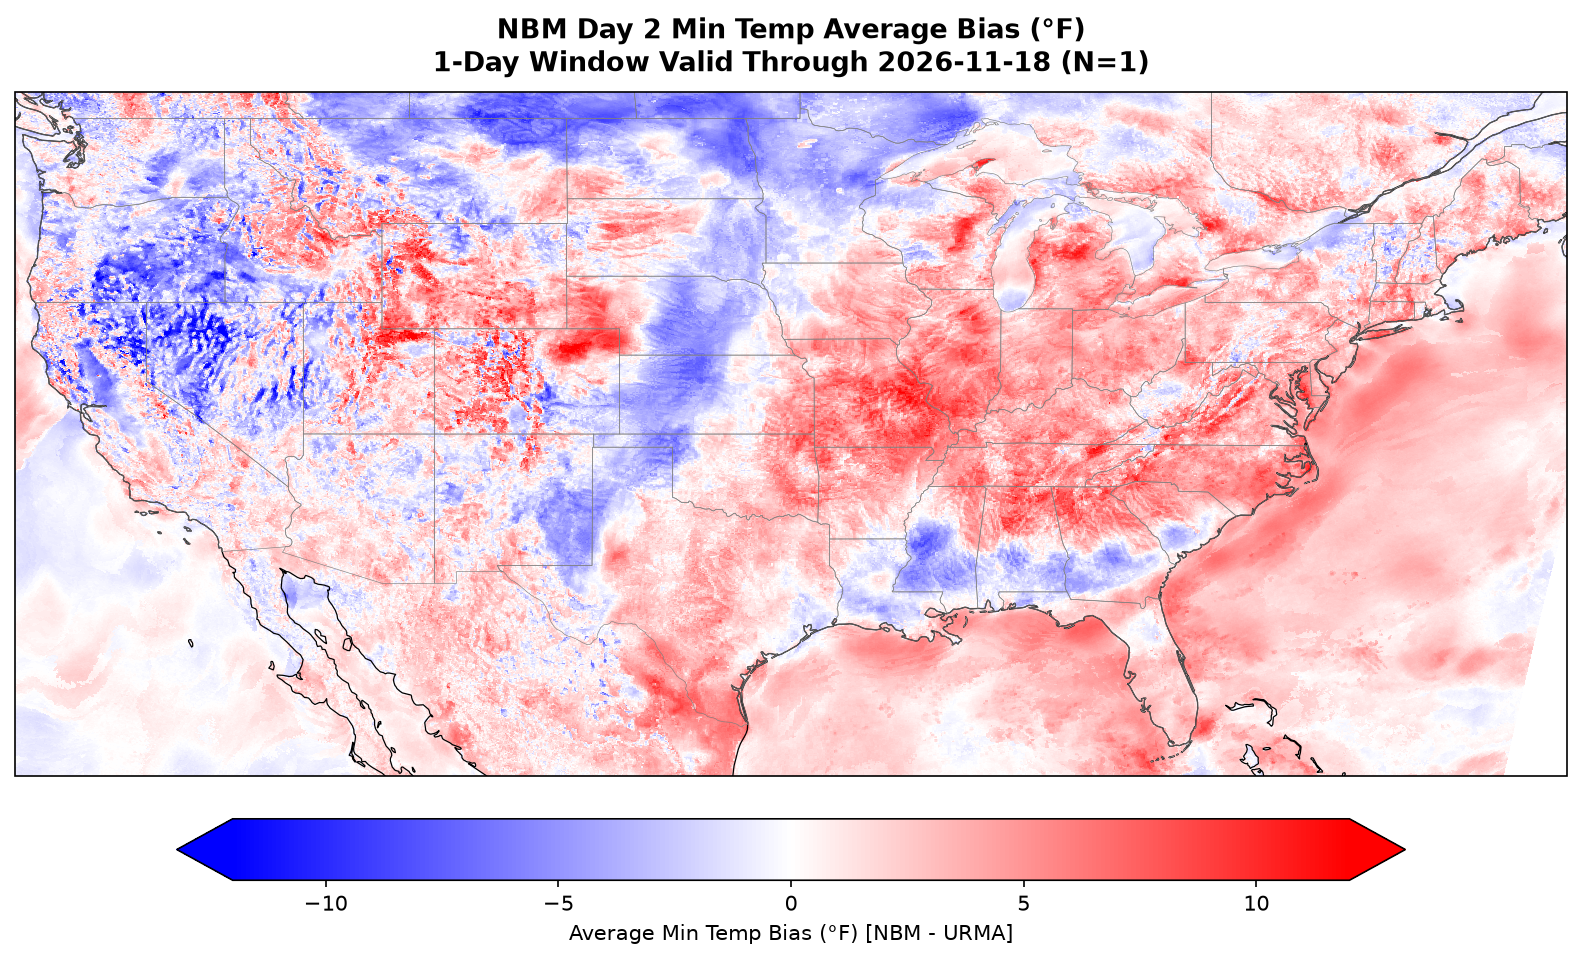 NBM Day 2 Min Temp Average Bias (°F)
1-Day Window Valid Through 2026-11-18 (N=1)
−10 −5 0 5 10
Average Min Temp Bias (°F) [NBM - URMA]